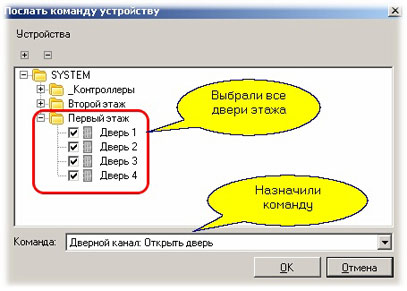 Послать команду устройству
Устройства
SYSTEM
_Контроллеры
Второй этаж
Первый этаж
Дверь 1
Дверь 2
Дверь 3
Дверь 4
Выбрали все
двери этажа
Назначили
команду
Команда: Дверной канал: Открыть дверь
OK Отмена